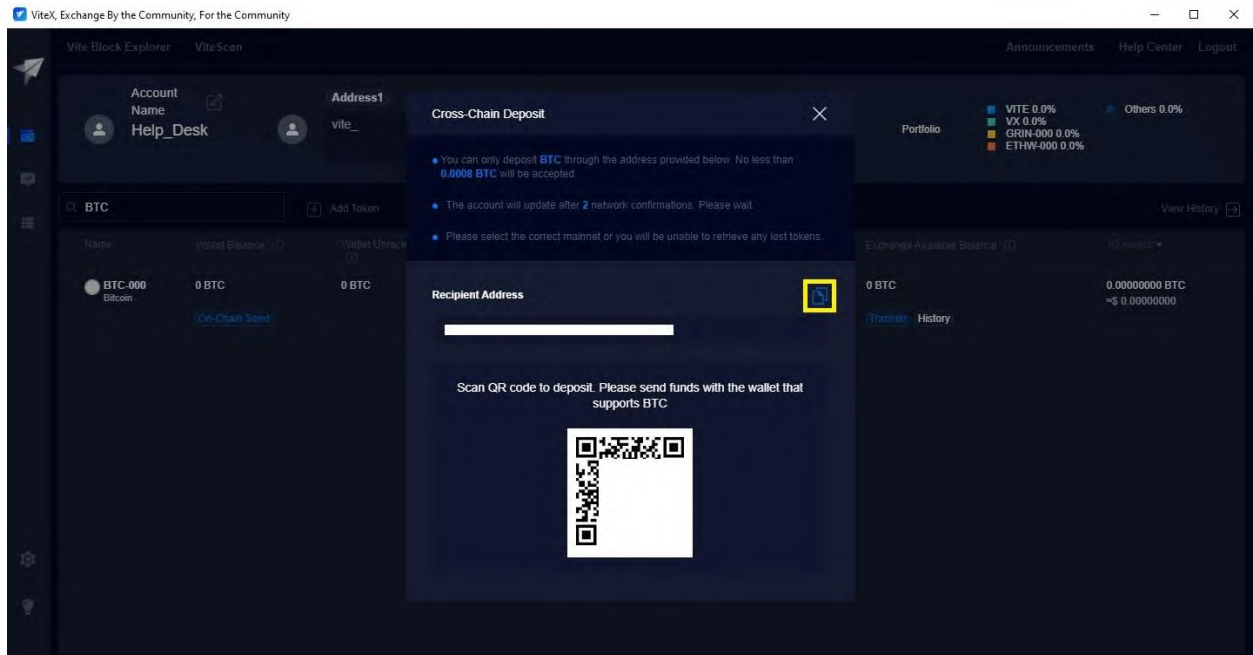 ViteX, Exchange By the Community, For the Community
Vite Block Explorer ViteScan Announcements Help Center Logout
Account
Name
Help_Desk
Address1
vite_
Portfolio
VITE 0.0%
VX 0.0%
GRIN-000 0.0%
ETHW-000 0.0%
Others 0.0%
BTC
Add Token
View History
Name Wallet Balance Exchange Available Balance
BTC-000
Bitcoin
0 BTC
On-Chain Send
0 BTC
0 BTC
Transfer History
0.00000000 BTC
≈$ 0.00000000
Cross-Chain Deposit
You can only deposit BTC through the address provided below. No less than
0.0008 BTC will be accepted.
The account will update after 2 network confirmations. Please wait.
Please select the correct mainnet or you will be unable to retrieve any lost tokens.
Recipient Address
Scan QR code to deposit. Please send funds with the wallet that
supports BTC